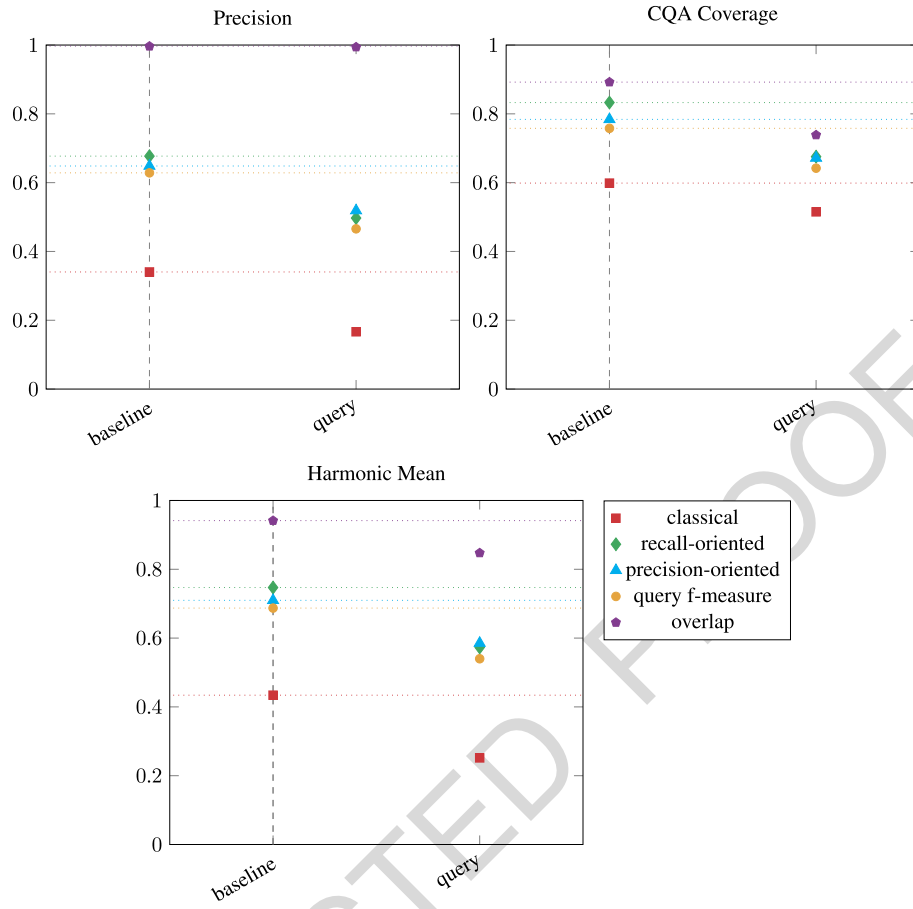 Precision
CQA Coverage
1
0.8
0.6
0.4
0.2
0
baseline
query
1
0.8
0.6
0.4
0.2
0
baseline
query
Harmonic Mean
1
0.8
0.6
0.4
0.2
0
baseline
query
classical
recall-oriented
precision-oriented
query f-measure
overlap